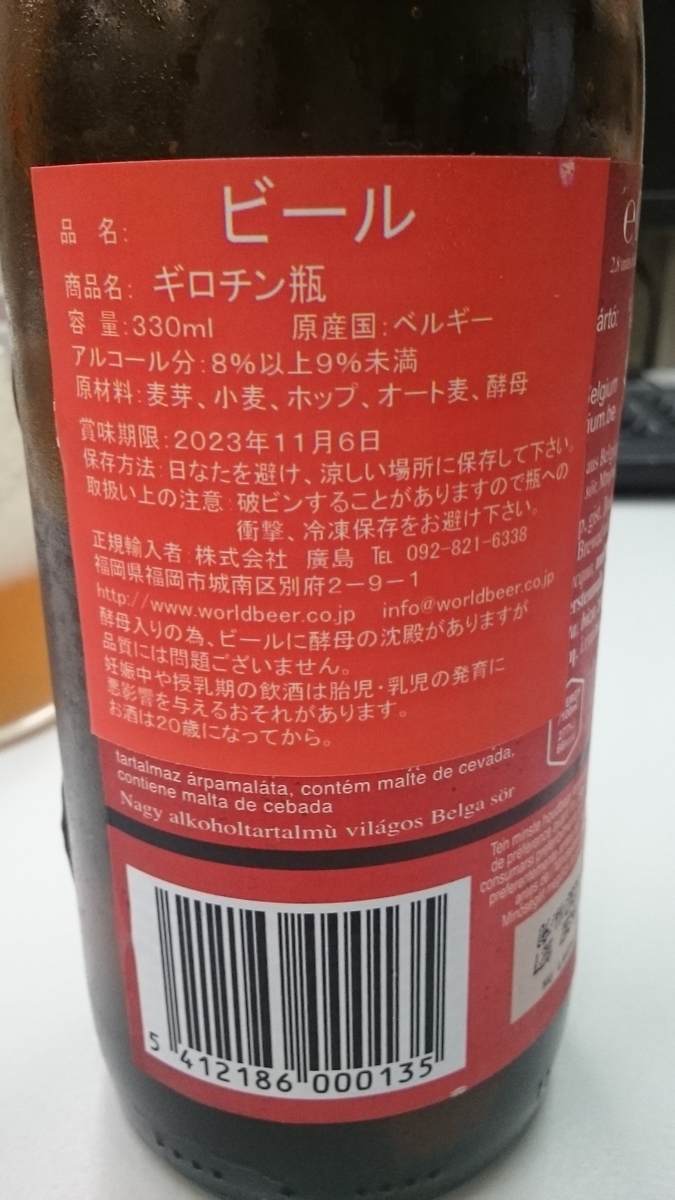 品 名: ビール
商品名: ギロチン瓶
容 量:330ml 原産国:ベルギー
アルコール分:8%以上9%未満
原材料:麦芽、小麦、ホップ、オート麦、酵母
賞味期限:2023年11月6日
保存方法:日なたを避け、涼しい場所に保存して下さい。
取扱い上の注意:破ビンすることがありますので瓶への
衝撃、冷凍保存をお避け下さい。
正規輸入者:株式会社 廣島 ℡ 092-821-6338
福岡県福岡市城南区別府2-9-1
http://www.worldbeer.co.jp info@worldbeer.co.jp
酵母入りの為、ビールに酵母の沈殿がありますが
品質には問題ございません。
妊娠中や授乳期の飲酒は胎児・乳児の発育に
悪影響を与えるおそれがあります。
お酒は20歳になってから。
tartalmaz árpamaláta, contém malte de cevada,
contiene malta de cebada
Nagy alkoholtartalmù világos Belga sör
5 412186 000135
ártó:
elgium
ium.be
Ten minste houdbaar
de préférence